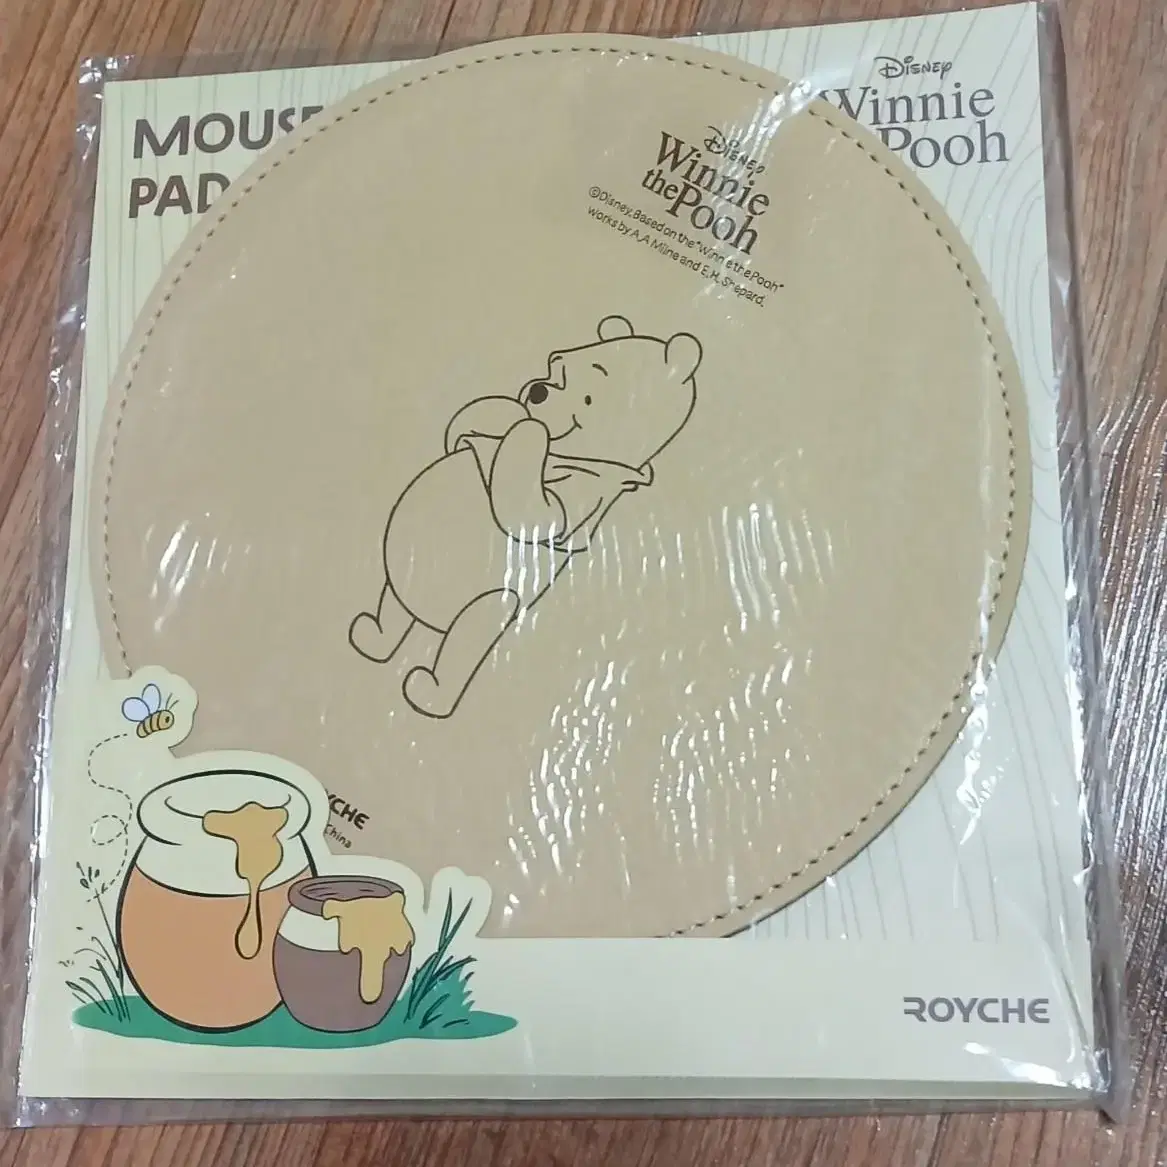 MOUSE
PAD
Disney
Winnie
Pooh
Disney
Winnie
the Pooh
©Disney. Based on the "Winnie the Pooh"
works by A.A Milne and E.H. Shepard.
YCHE
China
ROYCHE